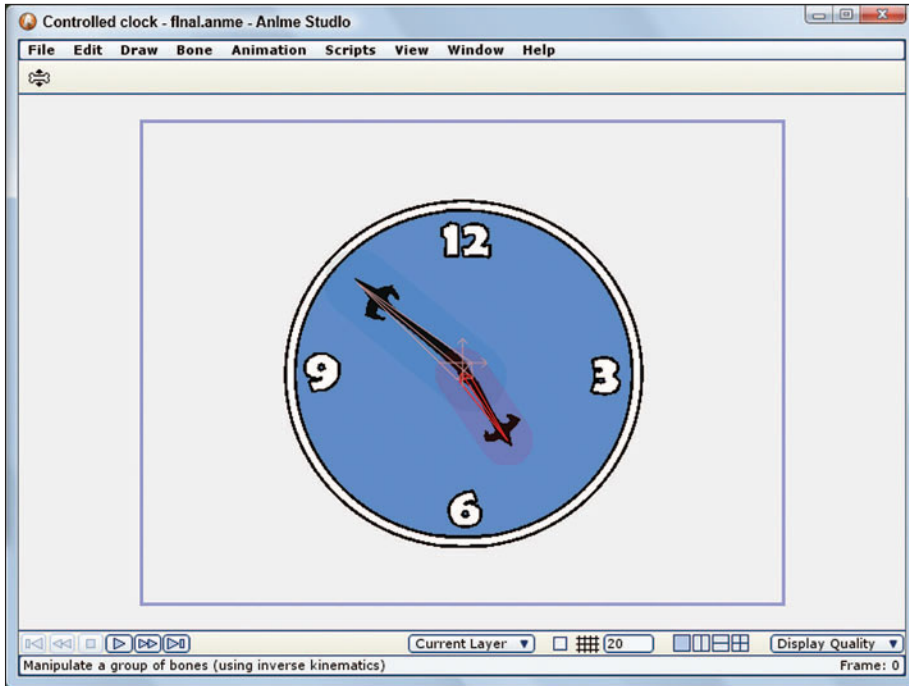 Controlled clock - final.anme - Anime Studio
File Edit Draw Bone Animation Scripts View Window Help
12
9
3
6
Current Layer
20
Display Quality
Manipulate a group of bones (using inverse kinematics)
Frame: 0